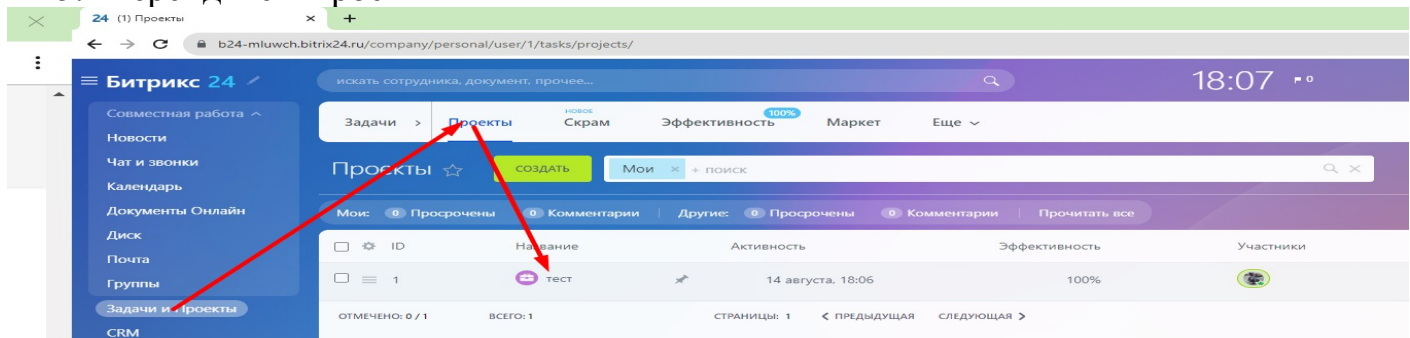 24 (1) Проекты × +
b24-mluwch.bitrix24.ru/company/personal/user/1/tasks/projects/
Битрикс 24
искать сотрудника, документ, прочее...
18:07
0
Совместная работа
Новости
Чат и звонки
Календарь
Документы Онлайн
Диск
Почта
Группы
Задачи и Проекты
CRM
Задачи > Проекты Скрам Эффективность Маркет Еще
НОВОЕ
100%
Проекты
СОЗДАТЬ
Мои × + поиск
Мои: 0 Просрочены 0 Комментарии Другие: 0 Просрочены 0 Комментарии Прочитать все
ID Название Активность Эффективность Участники
1 тест 14 августа, 18:06 100%
ОТМЕЧЕНО: 0 / 1 ВСЕГО: 1 СТРАНИЦЫ: 1 < ПРЕДЫДУЩАЯ СЛЕДУЮЩАЯ >